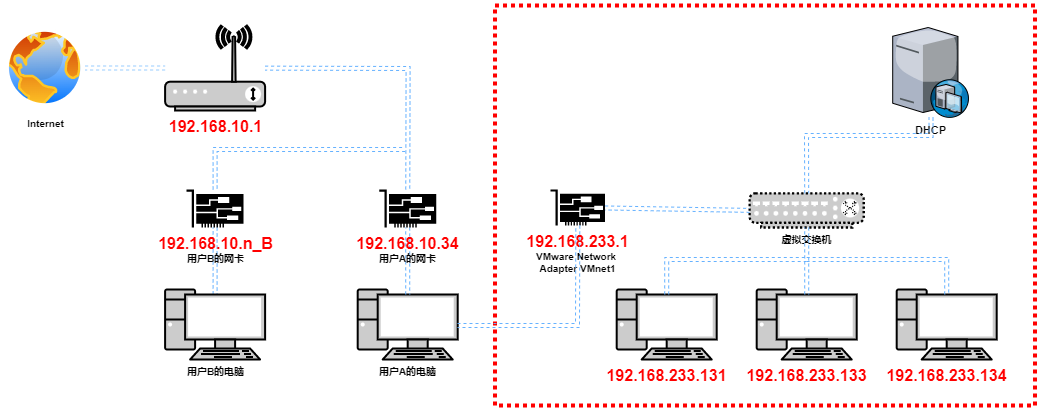 Internet
192.168.10.1
DHCP
192.168.10.n_B
用户B的网卡
192.168.10.34
用户A的网卡
192.168.233.1
VMware Network
Adapter VMnet1
虚拟交换机
用户B的电脑
用户A的电脑
192.168.233.131
192.168.233.133
192.168.233.134